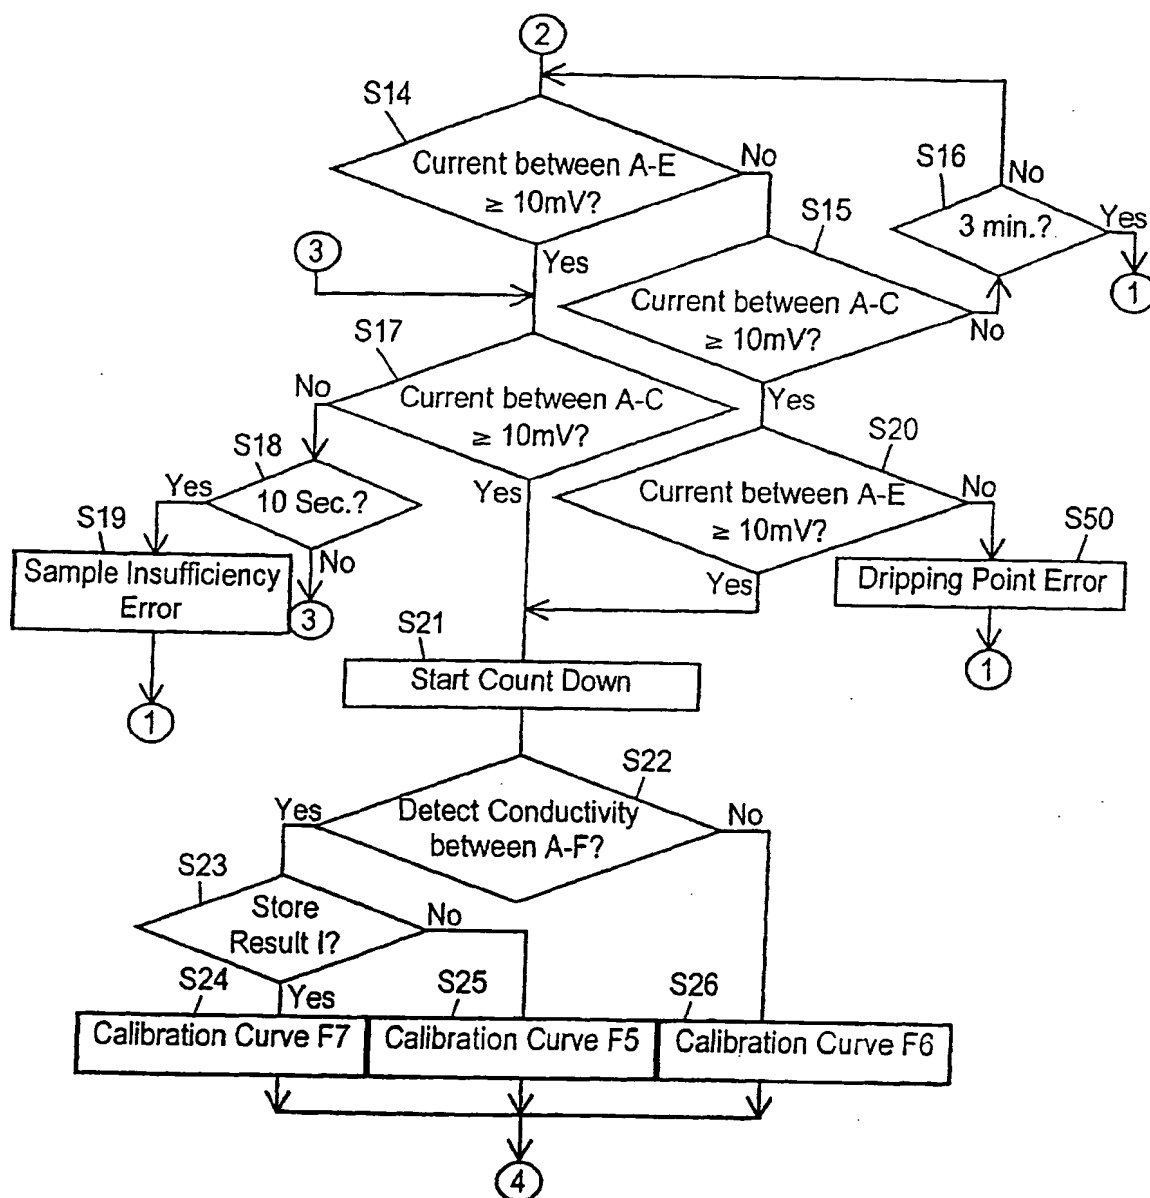 2
S14
Current between A-E
≧ 10mV?
No
Yes
S16
No
3 min.?
Yes
1
S15
Current between A-C
≧ 10mV?
No
Yes
3
S17
No
Current between A-C
≧ 10mV?
Yes
S18
Yes
10 Sec.?
No
3
S19
Sample Insufficiency
Error
1
S20
Current between A-E
≧ 10mV?
No
Yes
S50
Dripping Point Error
1
S21
Start Count Down
S22
Yes
Detect Conductivity
between A-F?
No
S23
Store
Result I?
No
Yes
S24
Calibration Curve F7
S25
Calibration Curve F5
S26
Calibration Curve F6
4